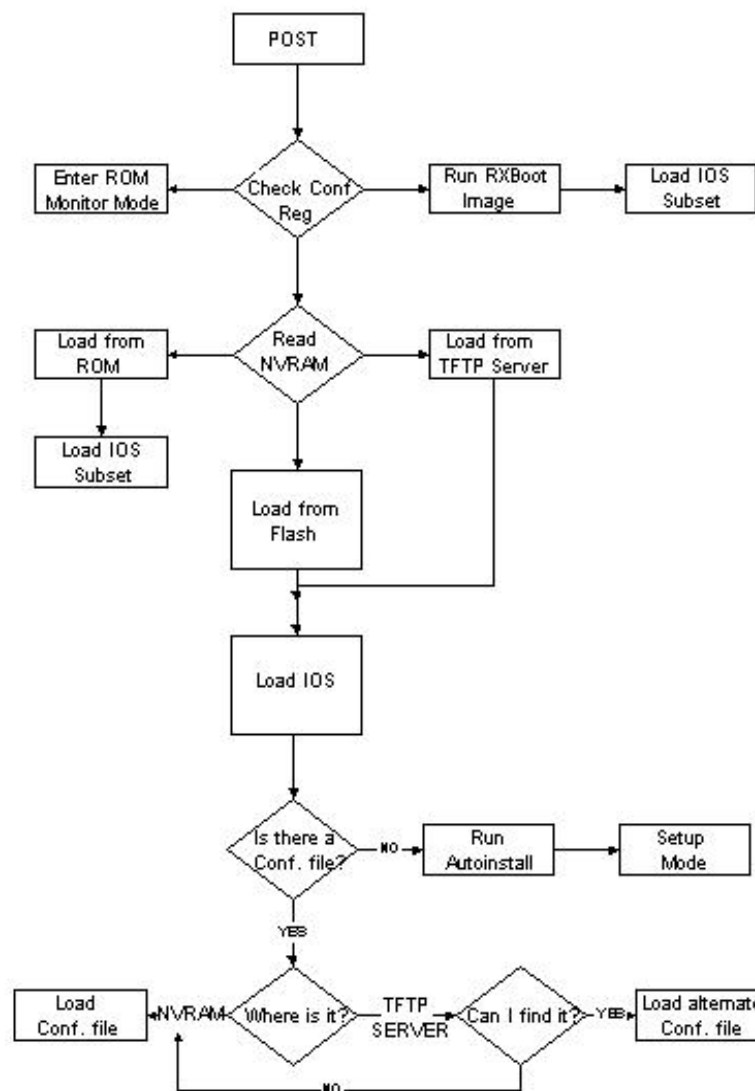 POST
Enter ROM
Monitor Mode
Check Conf
Reg
Run RXBoot
Image
Load IOS
Subset
Load from
ROM
Read
NVRAM
Load from
TFTP Server
Load IOS
Subset
Load from
Flash
Load IOS
Is there a
Conf. file?
NO
Run
Autoinstall
Setup
Mode
YES
Load
Conf. file
NVRAM
Where is it?
TFTP
SERVER
Can I find it?
YES
Load alternate
Conf. file
NO